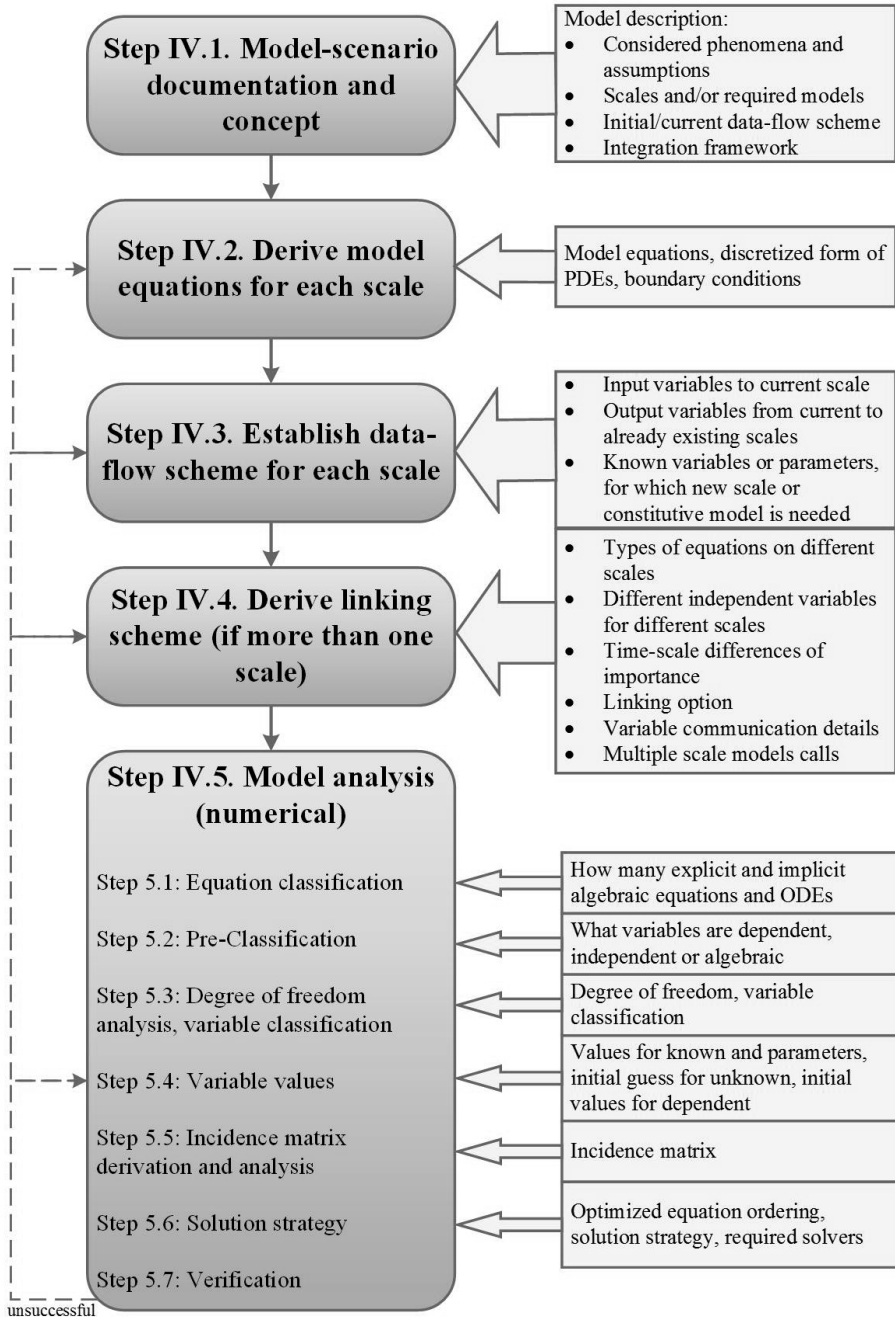 Step IV.1. Model-scenario
documentation and
concept
Model description:
• Considered phenomena and
assumptions
• Scales and/or required models
• Initial/current data-flow scheme
• Integration framework
Step IV.2. Derive model
equations for each scale
Model equations, discretized form of
PDEs, boundary conditions
Step IV.3. Establish data-
flow scheme for each scale
• Input variables to current scale
• Output variables from current to
already existing scales
• Known variables or parameters,
for which new scale or
constitutive model is needed
Step IV.4. Derive linking
scheme (if more than one
scale)
• Types of equations on different
scales
• Different independent variables
for different scales
• Time-scale differences of
importance
• Linking option
• Variable communication details
• Multiple scale models calls
Step IV.5. Model analysis
(numerical)
Step 5.1: Equation classification
How many explicit and implicit
algebraic equations and ODEs
Step 5.2: Pre-Classification
What variables are dependent,
independent or algebraic
Step 5.3: Degree of freedom
analysis, variable classification
Degree of freedom, variable
classification
Step 5.4: Variable values
Values for known and parameters,
initial guess for unknown, initial
values for dependent
Step 5.5: Incidence matrix
derivation and analysis
Incidence matrix
Step 5.6: Solution strategy
Optimized equation ordering,
solution strategy, required solvers
Step 5.7: Verification
unsuccessful